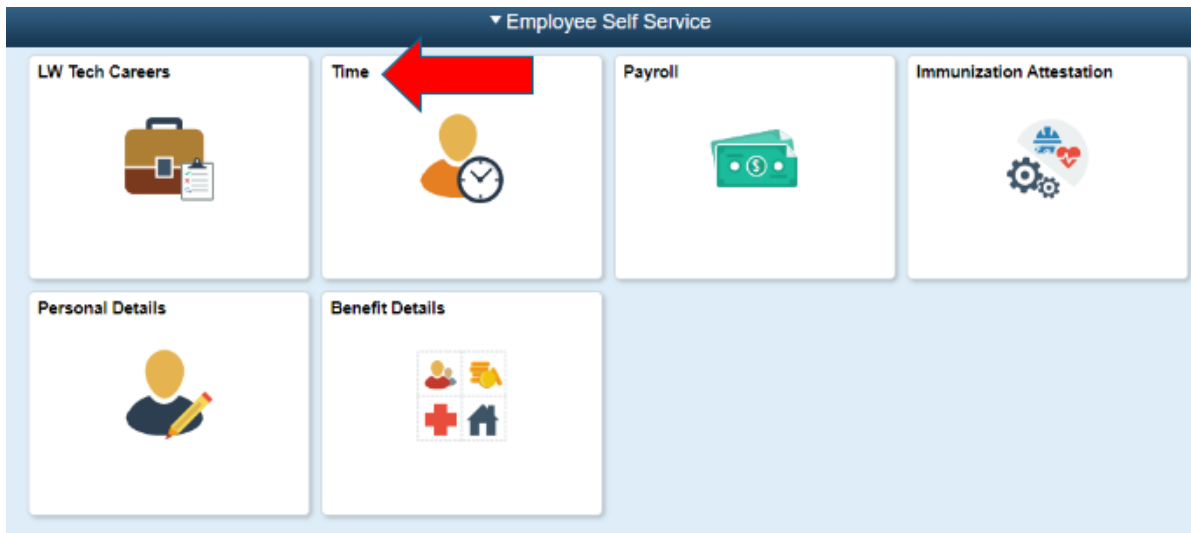 Employee Self Service
LW Tech Careers
Time
Payroll
Immunization Attestation
Personal Details
Benefit Details